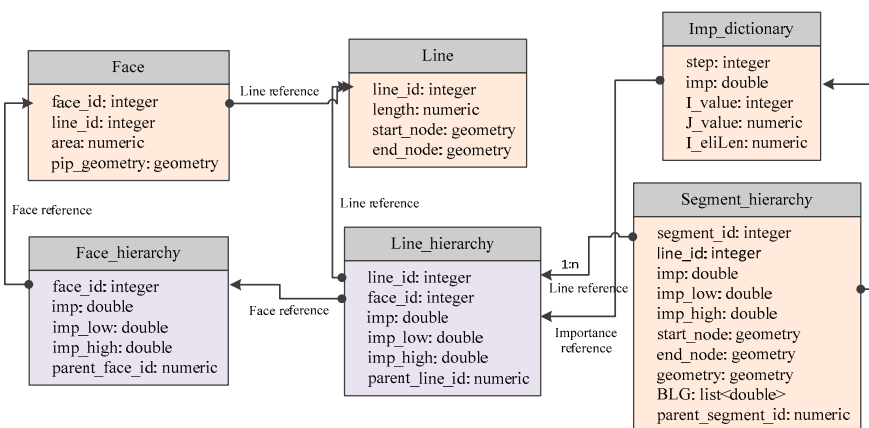 Face
face_id: integer
line_id: integer
area: numeric
pip_geometry: geometry
Line reference
Line
line_id: integer
length: numeric
start_node: geometry
end_node: geometry
Imp_dictionary
step: integer
imp: double
I_value: integer
J_value: numeric
I_eliLen: numeric
Face reference
Line reference
Face_hierarchy
face_id: integer
imp: double
imp_low: double
imp_high: double
parent_face_id: numeric
Face reference
Line_hierarchy
line_id: integer
face_id: integer
imp: double
imp_low: double
imp_high: double
parent_line_id: numeric
1:n
Line reference
Importance
reference
Segment_hierarchy
segment_id: integer
line_id: integer
imp: double
imp_low: double
imp_high: double
start_node: geometry
end_node: geometry
geometry: geometry
BLG: list<double>
parent_segment_id: numeric